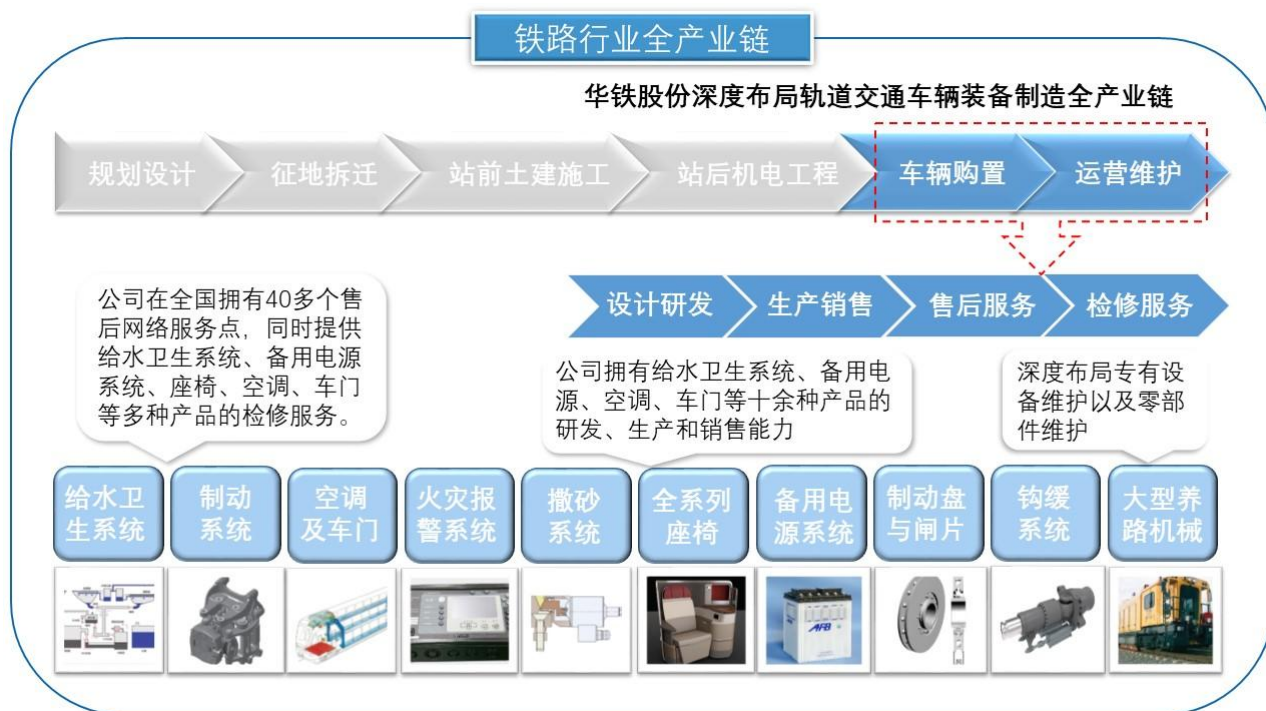 铁路行业全产业链
华铁股份深度布局轨道交通车辆装备制造全产业链
规划设计
征地拆迁
站前土建施工
站后机电工程
车辆购置
运营维护
设计研发
生产销售
售后服务
检修服务
公司在全国拥有40多个售
后网络服务点，同时提供
给水卫生系统、备用电源
系统、座椅、空调、车门
等多种产品的检修服务。
公司拥有给水卫生系统、备用电
源、空调、车门等十余种产品的
研发、生产和销售能力
深度布局专有设
备维护以及零部
件维护
给水卫
生系统
制动
系统
空调
及车门
火灾报
警系统
撒砂
系统
全系列
座椅
备用电
源系统
制动盘
与闸片
钩缓
系统
大型养
路机械
AFB